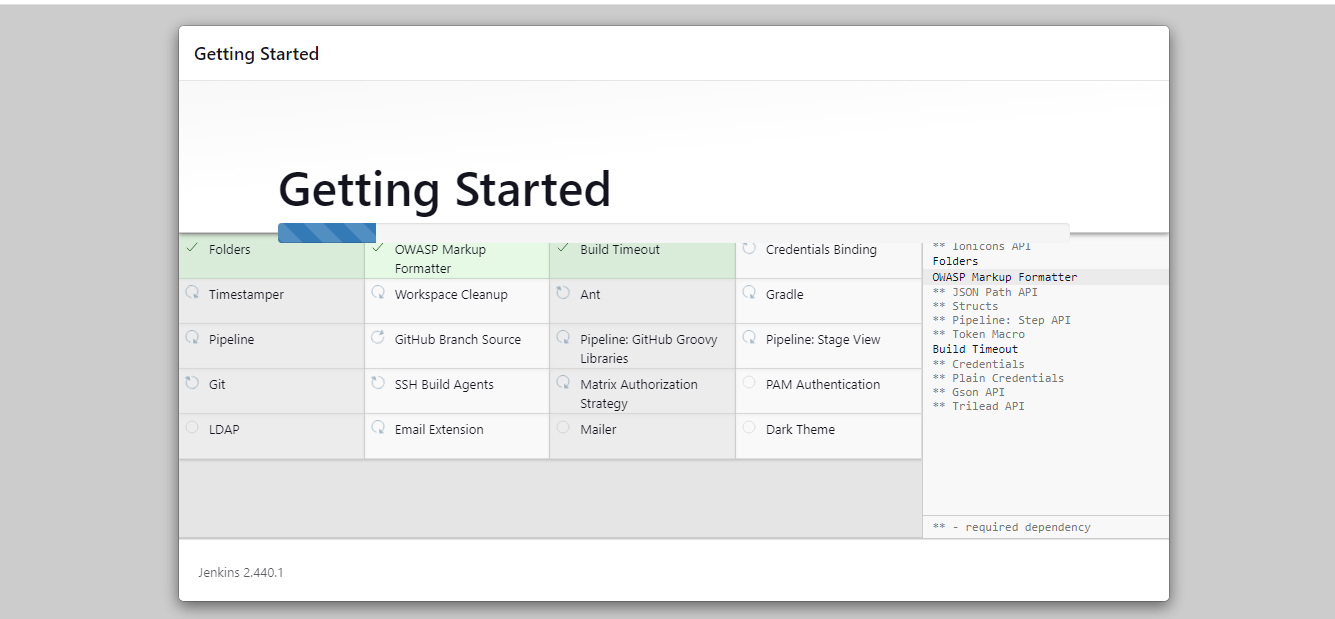 Getting Started
Getting Started
Folders
OWASP Markup
Formatter
Build Timeout
Credentials Binding
Timestamper
Workspace Cleanup
Ant
Gradle
Pipeline
GitHub Branch Source
Pipeline: GitHub Groovy
Libraries
Pipeline: Stage View
Git
SSH Build Agents
Matrix Authorization
Strategy
PAM Authentication
LDAP
Email Extension
Mailer
Dark Theme
** Ionicons API
Folders
OWASP Markup Formatter
** JSON Path API
** Structs
** Pipeline: Step API
** Token Macro
Build Timeout
** Credentials
** Plain Credentials
** Gson API
** Trilead API
** - required dependency
Jenkins 2.440.1